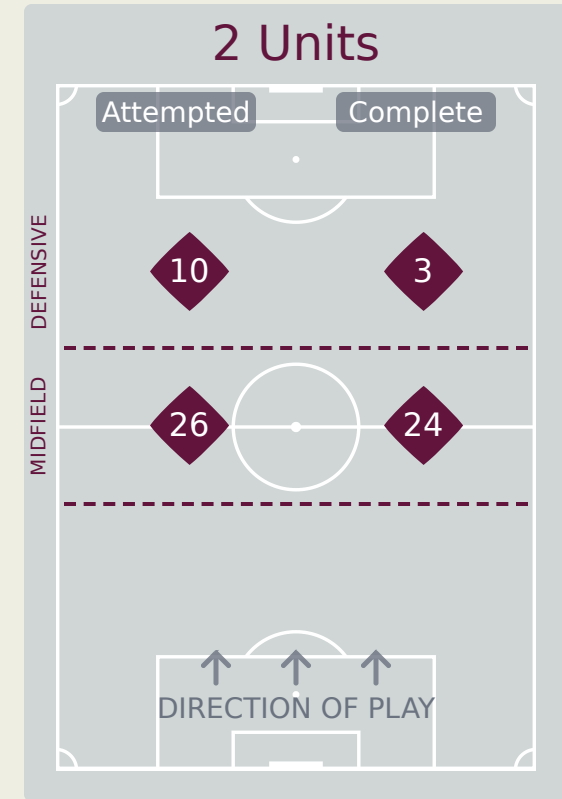 2 Units
Attempted
Complete
DEFENSIVE
10
3
MIDFIELD
26
24
DIRECTION OF PLAY